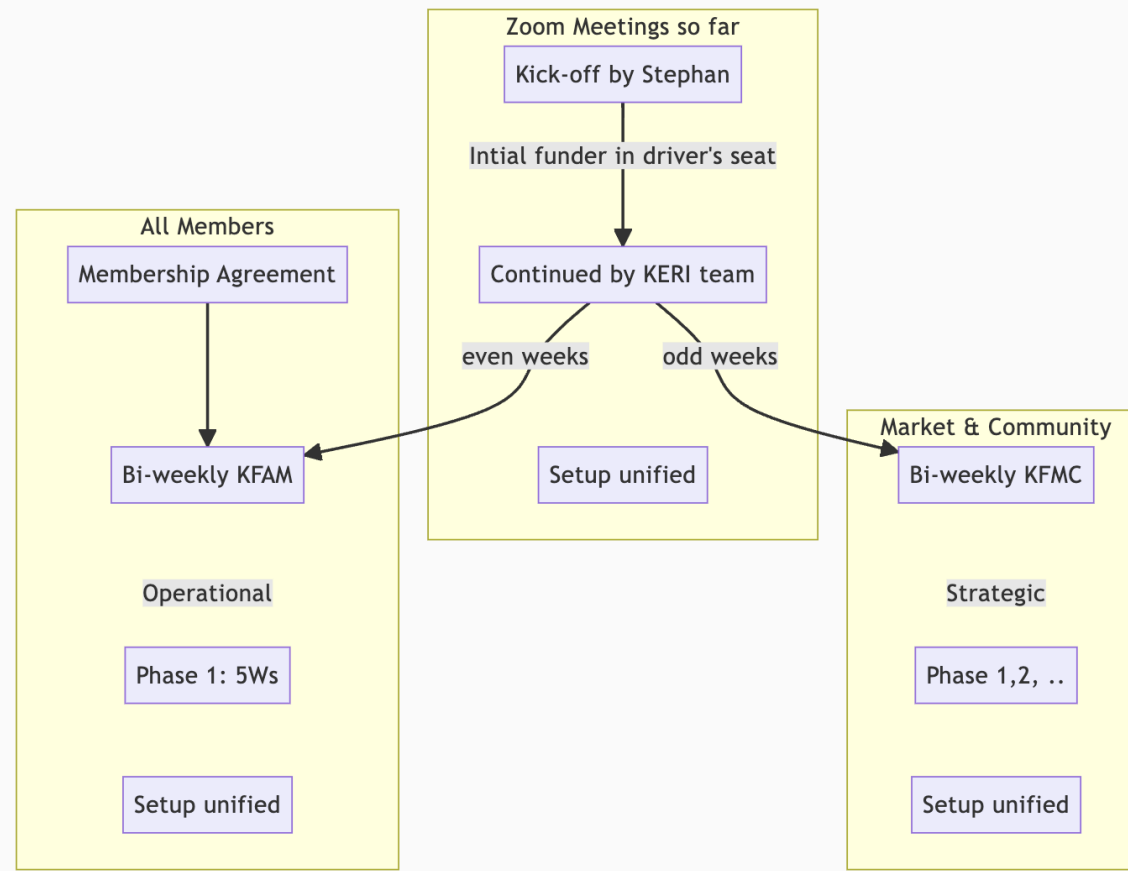 Zoom Meetings so far
Kick-off by Stephan
Intial funder in driver's seat
Continued by KERI team
even weeks
odd weeks
Setup unified
All Members
Membership Agreement
Bi-weekly KFAM
Operational
Phase 1: 5Ws
Setup unified
Market & Community
Bi-weekly KFMC
Strategic
Phase 1,2, ..
Setup unified